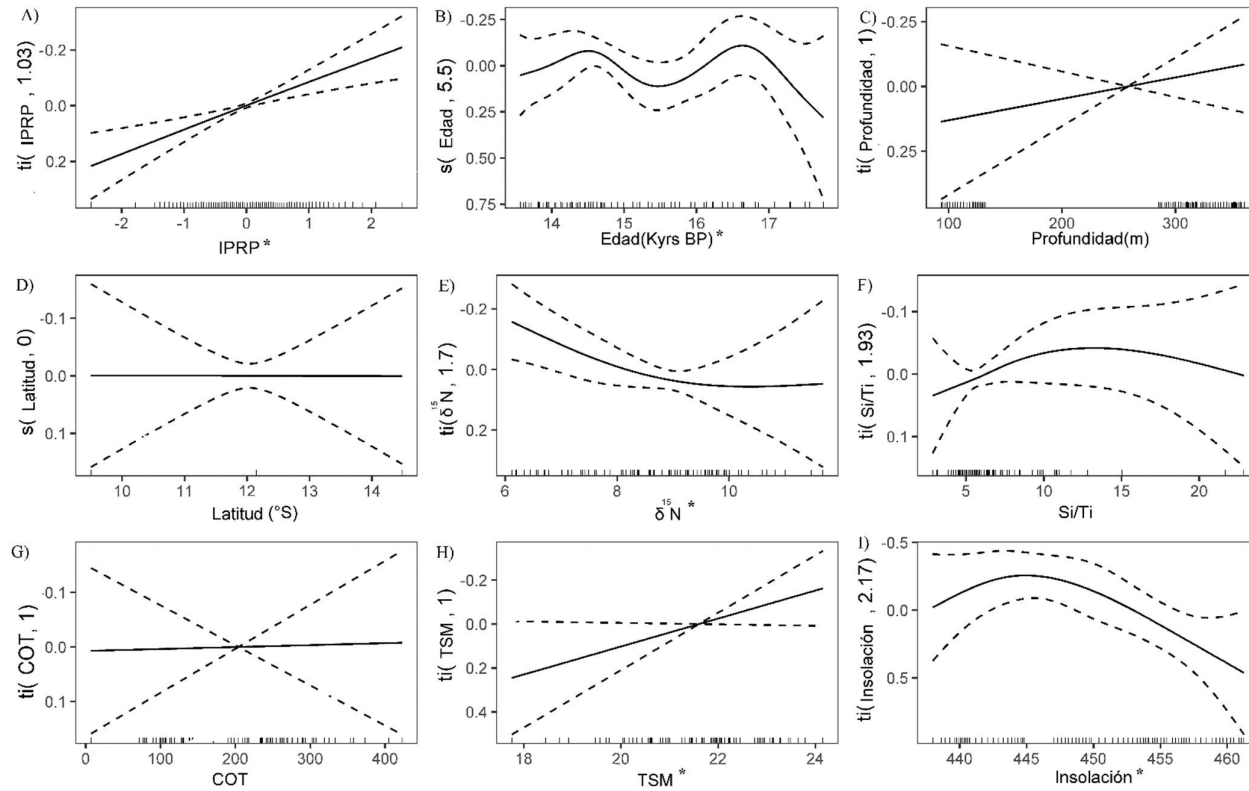 A)
ti( IPRP , 1.03)
-0.2
0.0
0.2
-2
-1
0
1
2
IPRP *
B)
s( Edad , 5.5)
-0.25
0.00
0.25
0.50
0.75
14
15
16
17
Edad(Kyrs BP) *
C)
ti( Profundidad , 1)
-0.25
0.00
0.25
100
200
300
Profundidad(m)
D)
s( Latitud , 0)
-0.1
0.0
0.1
10
11
12
13
14
Latitud (°S)
E)
ti(δ¹⁵N , 1.7)
-0.2
0.0
0.2
6
8
10
δ¹⁵N *
F)
ti( Si/Ti , 1.93)
-0.1
0.0
0.1
5
10
15
20
Si/Ti
G)
ti( COT, 1)
-0.1
0.0
0.1
0
100
200
300
400
COT
H)
ti( TSM, 1)
-0.2
0.0
0.2
0.4
18
20
22
24
TSM *
I)
ti( Insolación , 2.17)
-0.5
0.0
0.5
440
445
450
455
460
Insolación *